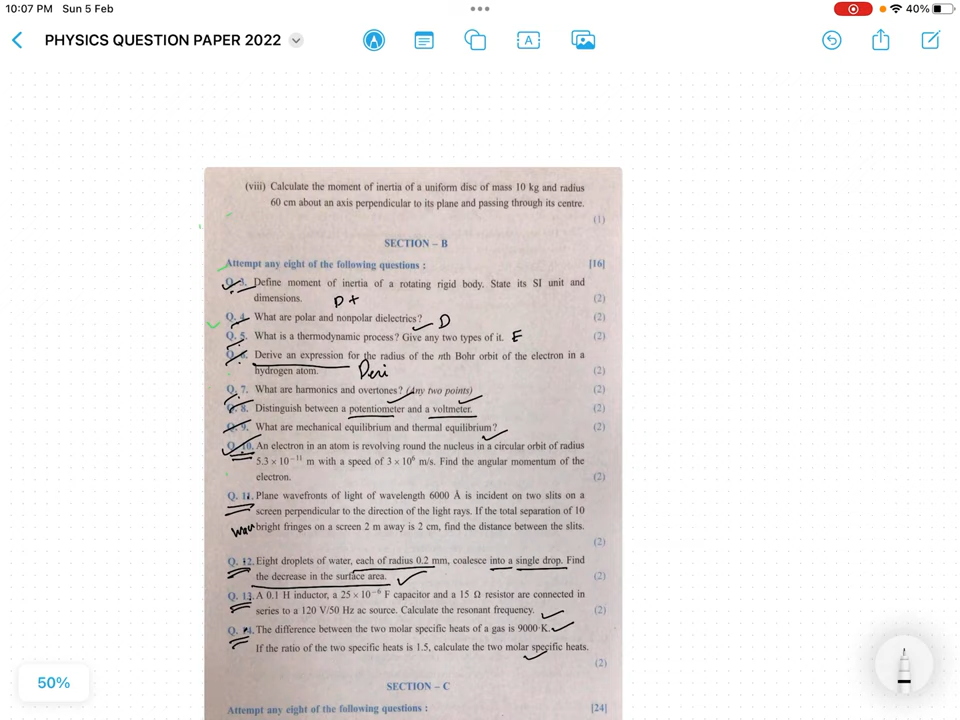 10:07 PM Sun 5 Feb
40%
PHYSICS QUESTION PAPER 2022
(viii) Calculate the moment of inertia of a uniform disc of mass 10 kg and radius
60 cm about an axis perpendicular to its plane and passing through its centre.
(1)
SECTION – B
Attempt any eight of the following questions : [16]
Q. 3. Define moment of inertia of a rotating rigid body. State its SI unit and
dimensions. D+ (2)
Q. 4. What are polar and nonpolar dielectrics? D (2)
Q. 5. What is a thermodynamic process? Give any two types of it. E (2)
Q. 6. Derive an expression for the radius of the nth Bohr orbit of the electron in a
hydrogen atom. Deri (2)
Q. 7. What are harmonics and overtones? (Any two points) (2)
Q. 8. Distinguish between a potentiometer and a voltmeter. (2)
Q. 9. What are mechanical equilibrium and thermal equilibrium? (2)
Q. 10. An electron in an atom is revolving round the nucleus in a circular orbit of radius
5.3 × 10⁻¹¹ m with a speed of 3 × 10⁶ m/s. Find the angular momentum of the
electron. (2)
Q. 11. Plane wavefronts of light of wavelength 6000 Å is incident on two slits on a
screen perpendicular to the direction of the light rays. If the total separation of 10
bright fringes on a screen 2 m away is 2 cm, find the distance between the slits.
(2)
Q. 12. Eight droplets of water, each of radius 0.2 mm, coalesce into a single drop. Find
the decrease in the surface area. (2)
Q. 13. A 0.1 H inductor, a 25 × 10⁻⁶ F capacitor and a 15 Ω resistor are connected in
series to a 120 V/50 Hz ac source. Calculate the resonant frequency. (2)
Q. 14. The difference between the two molar specific heats of a gas is 9000 K.
If the ratio of the two specific heats is 1.5, calculate the two molar specific heats.
(2)
SECTION – C
Attempt any eight of the following questions : [24]
50%